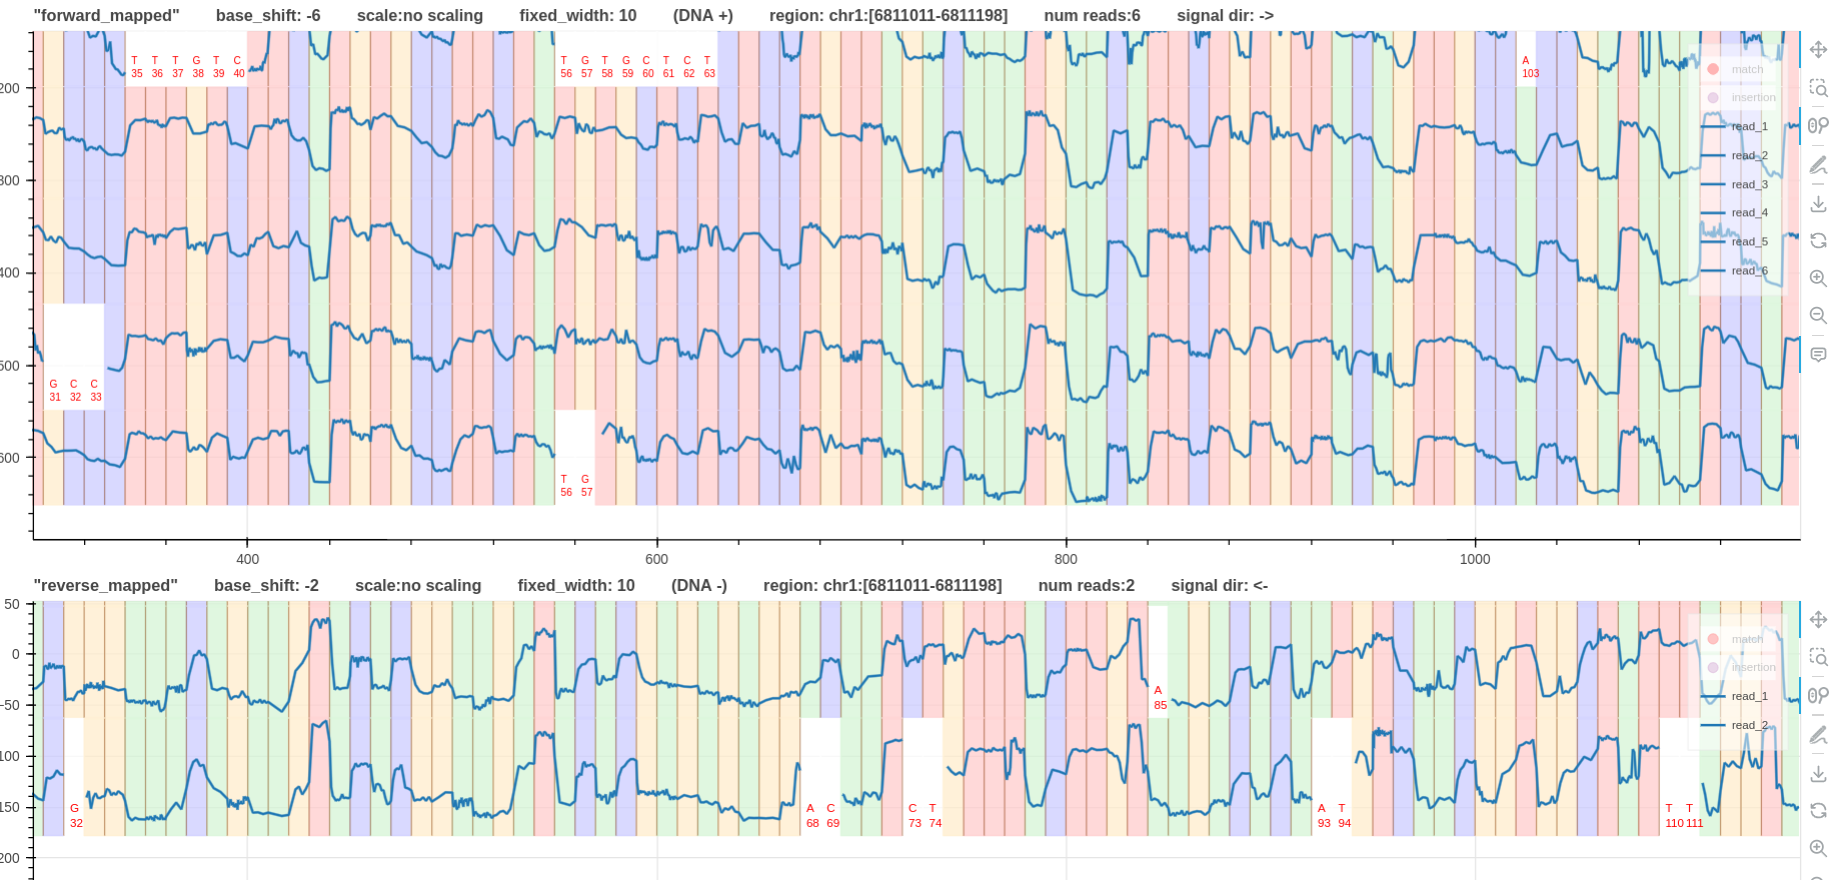 "forward_mapped" base_shift: -6 scale:no scaling fixed_width: 10 (DNA +) region: chr1:[6811011-6811198] num reads:6 signal dir: ->
T T T G T C T G T G C T C T A
35 36 37 38 39 40 56 57 58 59 60 61 62 63 103
match
200
insertion
read_1
read_2
300
read_3
read_4
read_5
400
read_6
500
G C C
31 32 33
600
T G
56 57
400 600 800 1000
"reverse_mapped" base_shift: -2 scale:no scaling fixed_width: 10 (DNA -) region: chr1:[6811011-6811198] num reads:2 signal dir: <-
50
match
0
insertion
A
85
read_1
-50
read_2
100
150
G A C C T A T T T
32 68 69 73 74 93 94 110 111
200